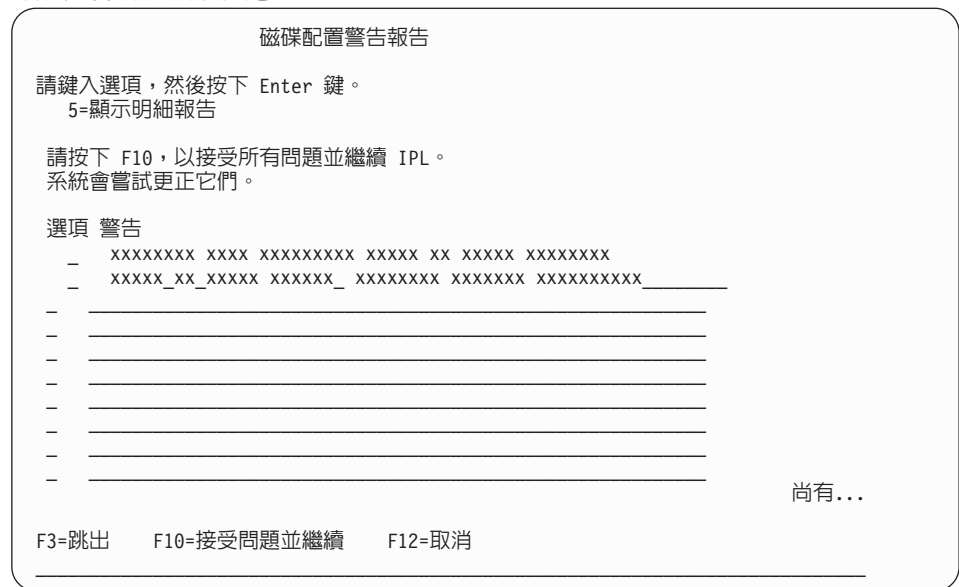 磁碟配置警告報告
請鍵入選項，然後按下 Enter 鍵。
5=顯示明細報告
請按下 F10，以接受所有問題並繼續 IPL。
系統會嘗試更正它們。
選項 警告
_ xxxxxxxx xxxx xxxxxxxxx xxxxx xx xxxxx xxxxxxxx
_ xxxxx_xx_xxxxx xxxxxx_ xxxxxxxx xxxxxxx xxxxxxxxxx________
尚有...
F3=跳出 F10=接受問題並繼續 F12=取消